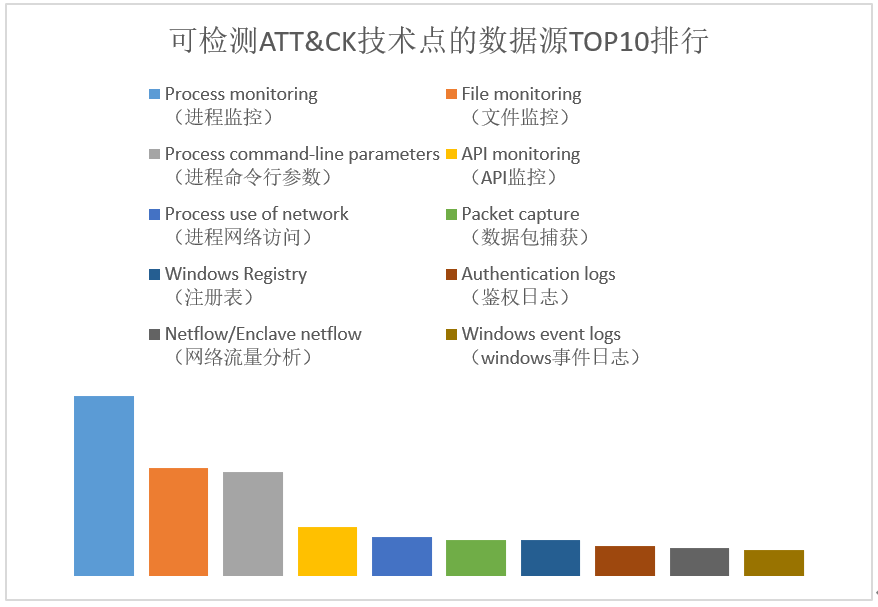 可检测ATT&CK技术点的数据源TOP10排行
Process monitoring
（进程监控）
File monitoring
（文件监控）
Process command-line parameters
（进程命令行参数）
API monitoring
（API监控）
Process use of network
（进程网络访问）
Packet capture
（数据包捕获）
Windows Registry
（注册表）
Authentication logs
（鉴权日志）
Netflow/Enclave netflow
（网络流量分析）
Windows event logs
（windows事件日志）